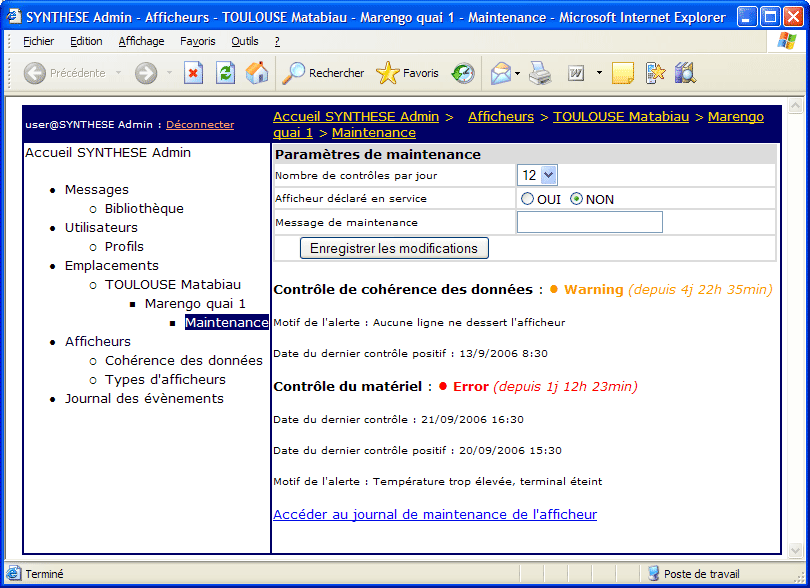 SYNTHESE Admin - Afficheurs - TOULOUSE Matabiau - Marengo quai 1 - Maintenance - Microsoft Internet Explorer
Fichier Edition Affichage Favoris Outils ?
Précédente Rechercher Favoris
user@SYNTHESE Admin : Déconnecter
Accueil SYNTHESE Admin > Afficheurs > TOULOUSE Matabiau > Marengo
quai 1 > Maintenance
Accueil SYNTHESE Admin
Messages
Bibliothèque
Utilisateurs
Profils
Emplacements
TOULOUSE Matabiau
Marengo quai 1
Maintenance
Afficheurs
Cohérence des données
Types d'afficheurs
Journal des évènements
Paramètres de maintenance
Nombre de contrôles par jour 12
Afficheur déclaré en service OUI NON
Message de maintenance
Enregistrer les modifications
Contrôle de cohérence des données : Warning (depuis 4j 22h 35min)
Motif de l'alerte : Aucune ligne ne dessert l'afficheur
Date du dernier contrôle positif : 13/9/2006 8:30
Contrôle du matériel : Error (depuis 1j 12h 23min)
Date du dernier contrôle : 21/09/2006 16:30
Date du dernier contrôle positif : 20/09/2006 15:30
Motif de l'alerte : Température trop élevée, terminal éteint
Accéder au journal de maintenance de l'afficheur
Terminé Poste de travail